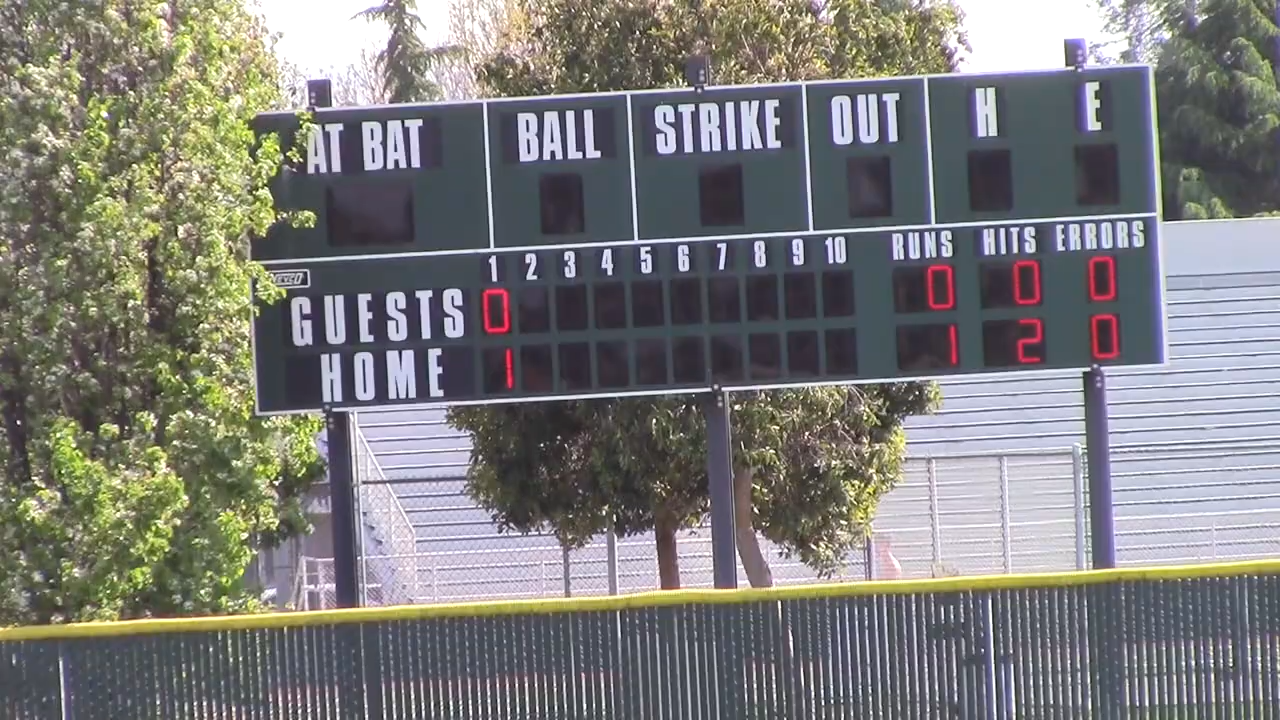 AT BAT BALL STRIKE OUT H E
1 2 3 4 5 6 7 8 9 10 RUNS HITS ERRORS
GUESTS 0 0 0 0
HOME 1 1 2 0